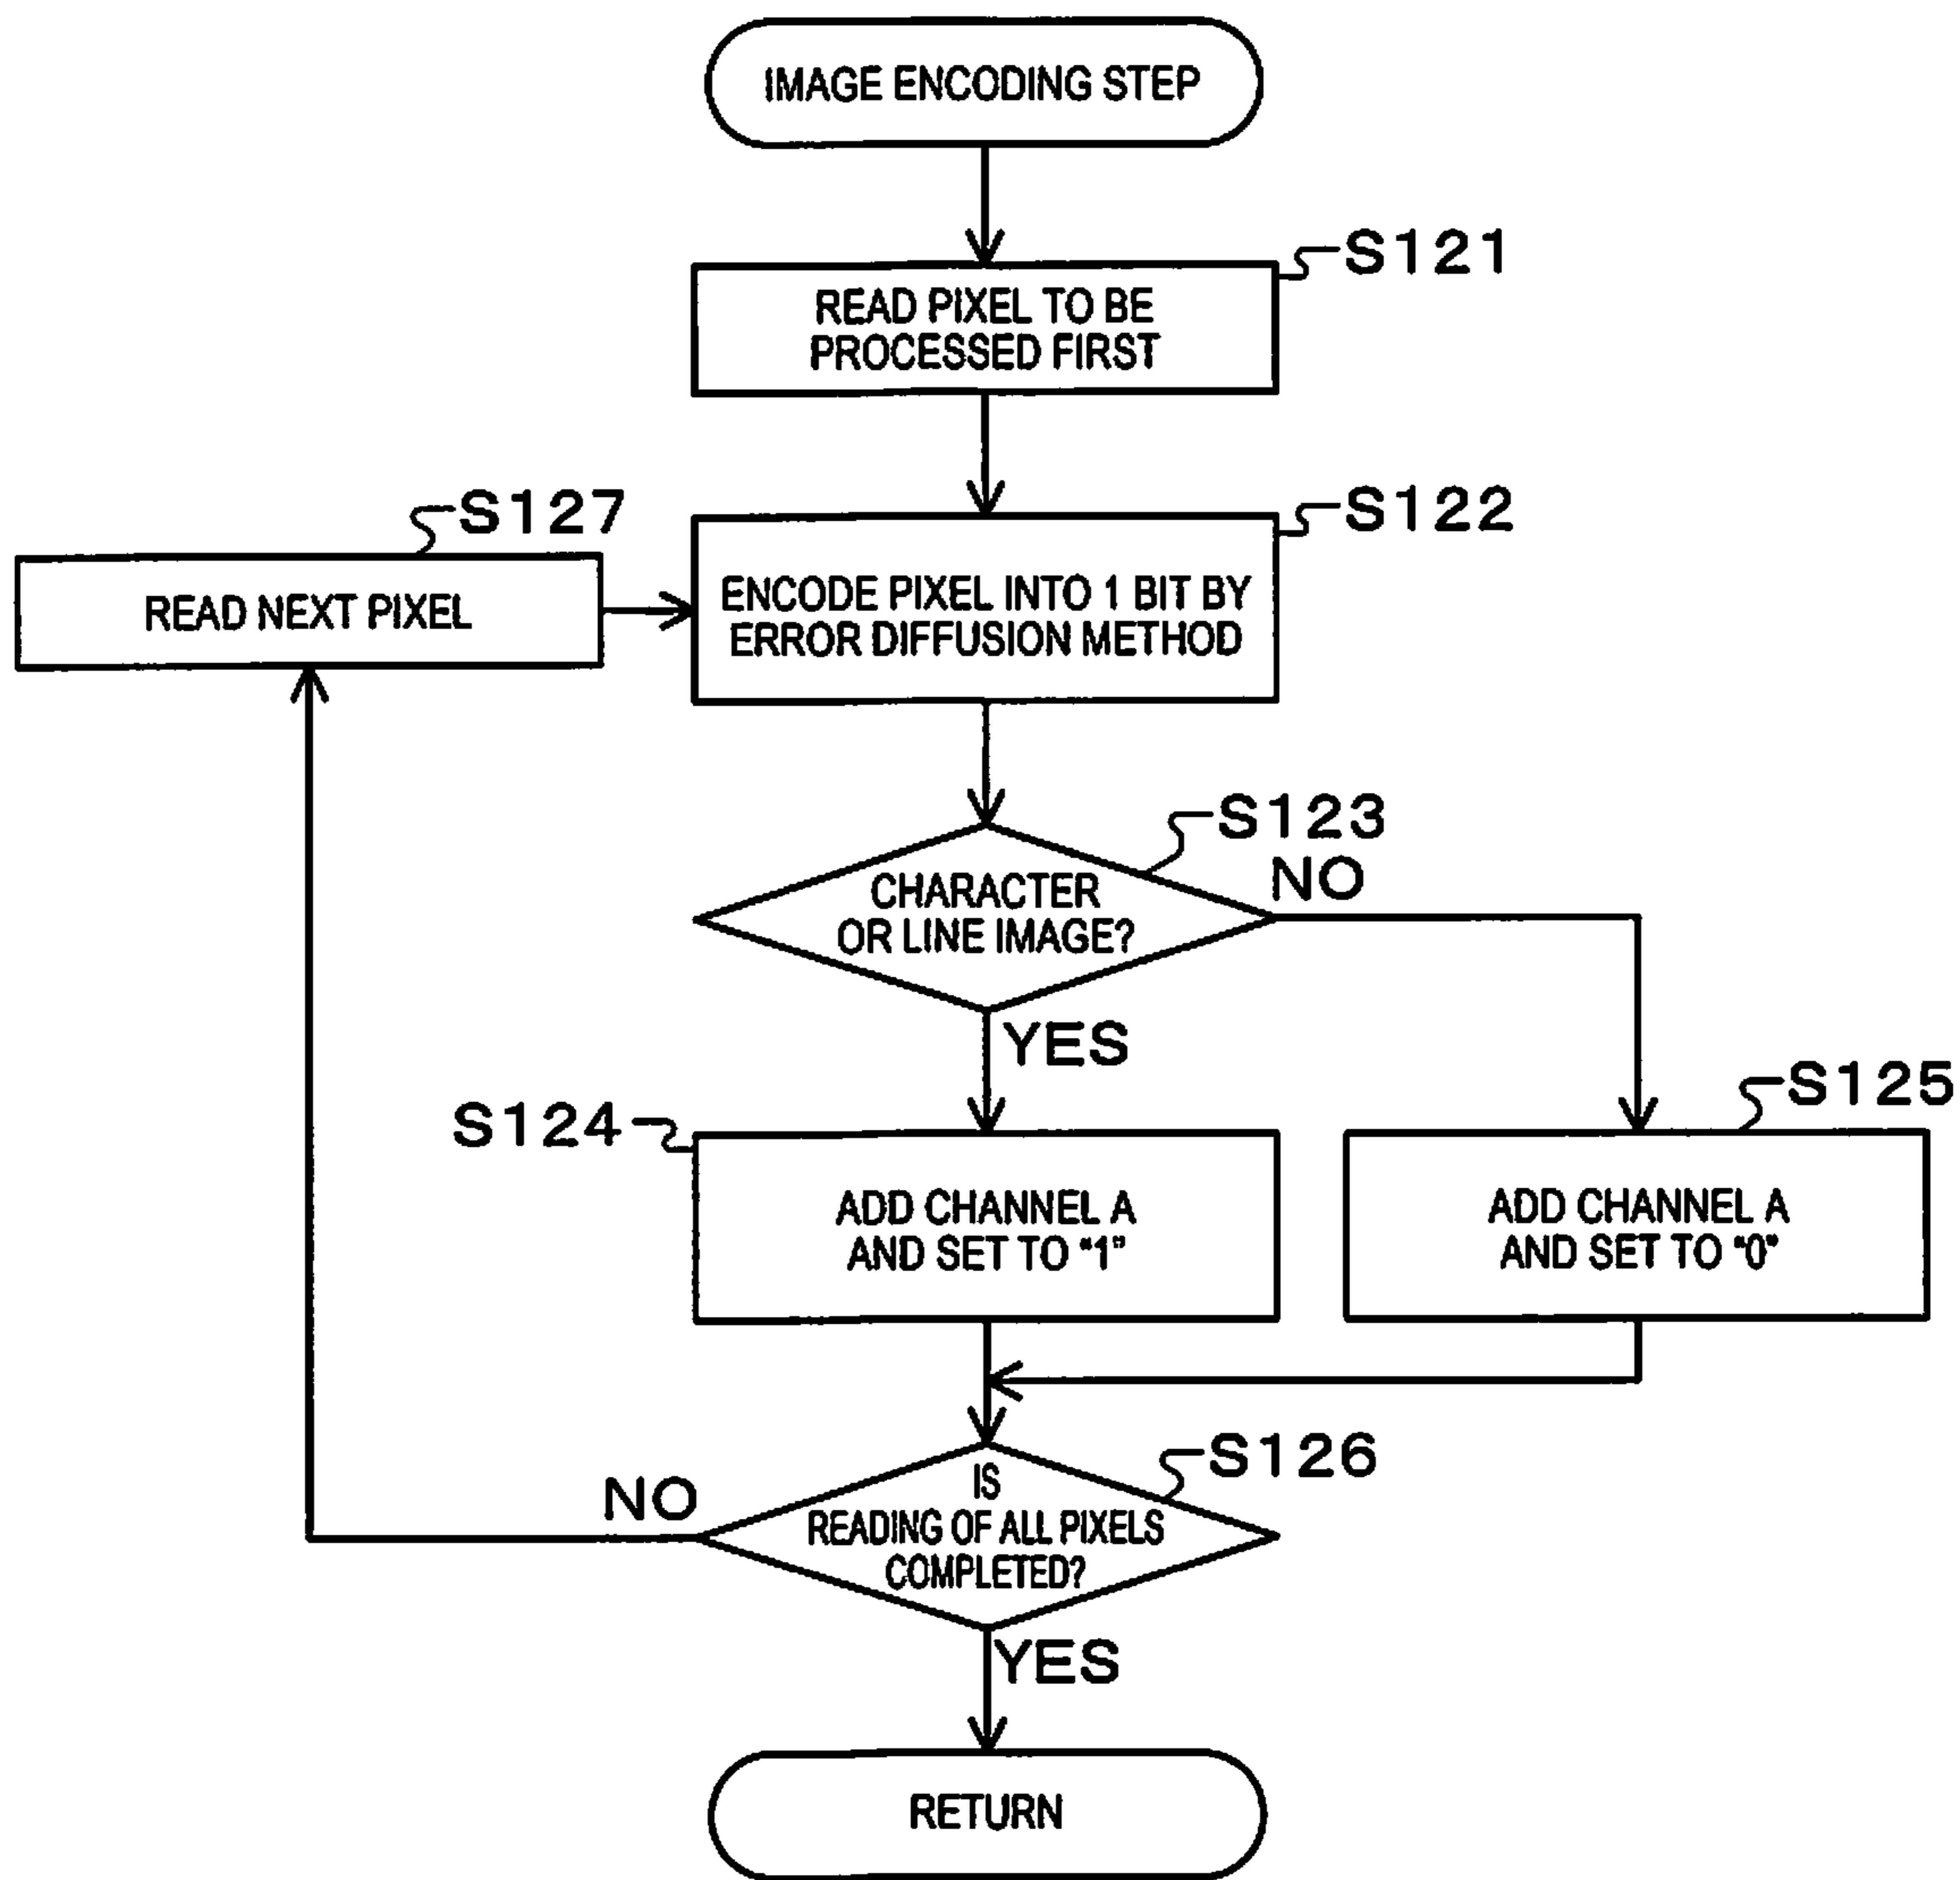 IMAGE ENCODING STEP
S121
READ PIXEL TO BE
PROCESSED FIRST
S127
READ NEXT PIXEL
S122
ENCODE PIXEL INTO 1 BIT BY
ERROR DIFFUSION METHOD
S123
CHARACTER
OR LINE IMAGE?
NO
YES
S124
ADD CHANNEL A
AND SET TO "1"
S125
ADD CHANNEL A
AND SET TO "0"
S126
IS
READING OF ALL PIXELS
COMPLETED?
NO
YES
RETURN